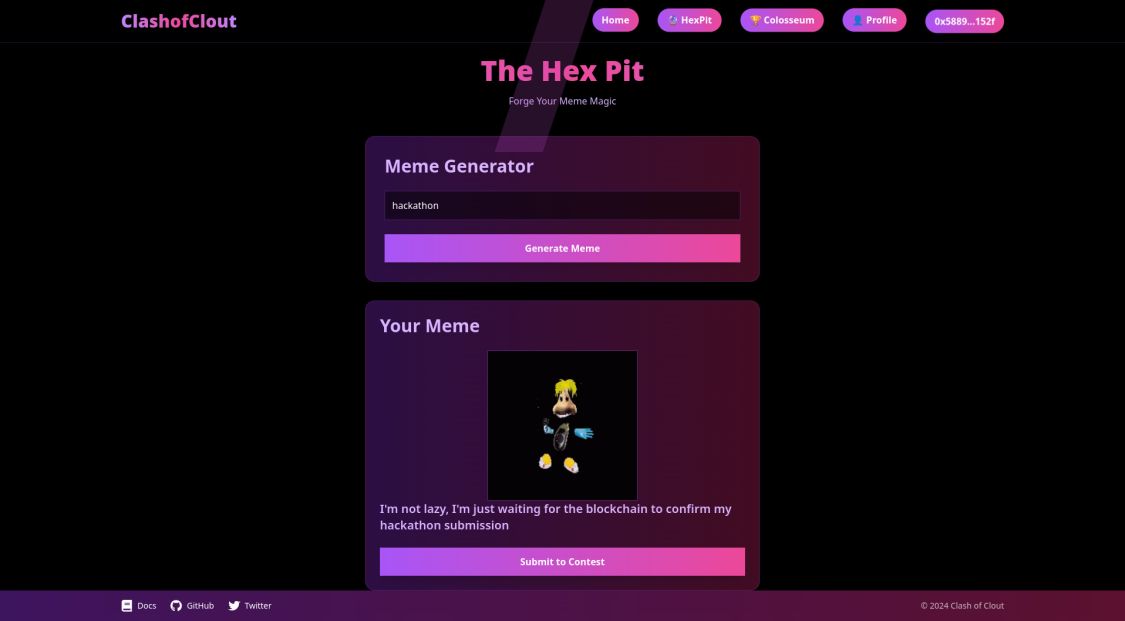 ClashofClout
Home
🔮 HexPit
🏆 Colosseum
👤 Profile
0x5889...152f
The Hex Pit
Forge Your Meme Magic
Meme Generator
hackathon
Generate Meme
Your Meme
I'm not lazy, I'm just waiting for the blockchain to confirm my
hackathon submission
Submit to Contest
Docs
GitHub
Twitter
© 2024 Clash of Clout